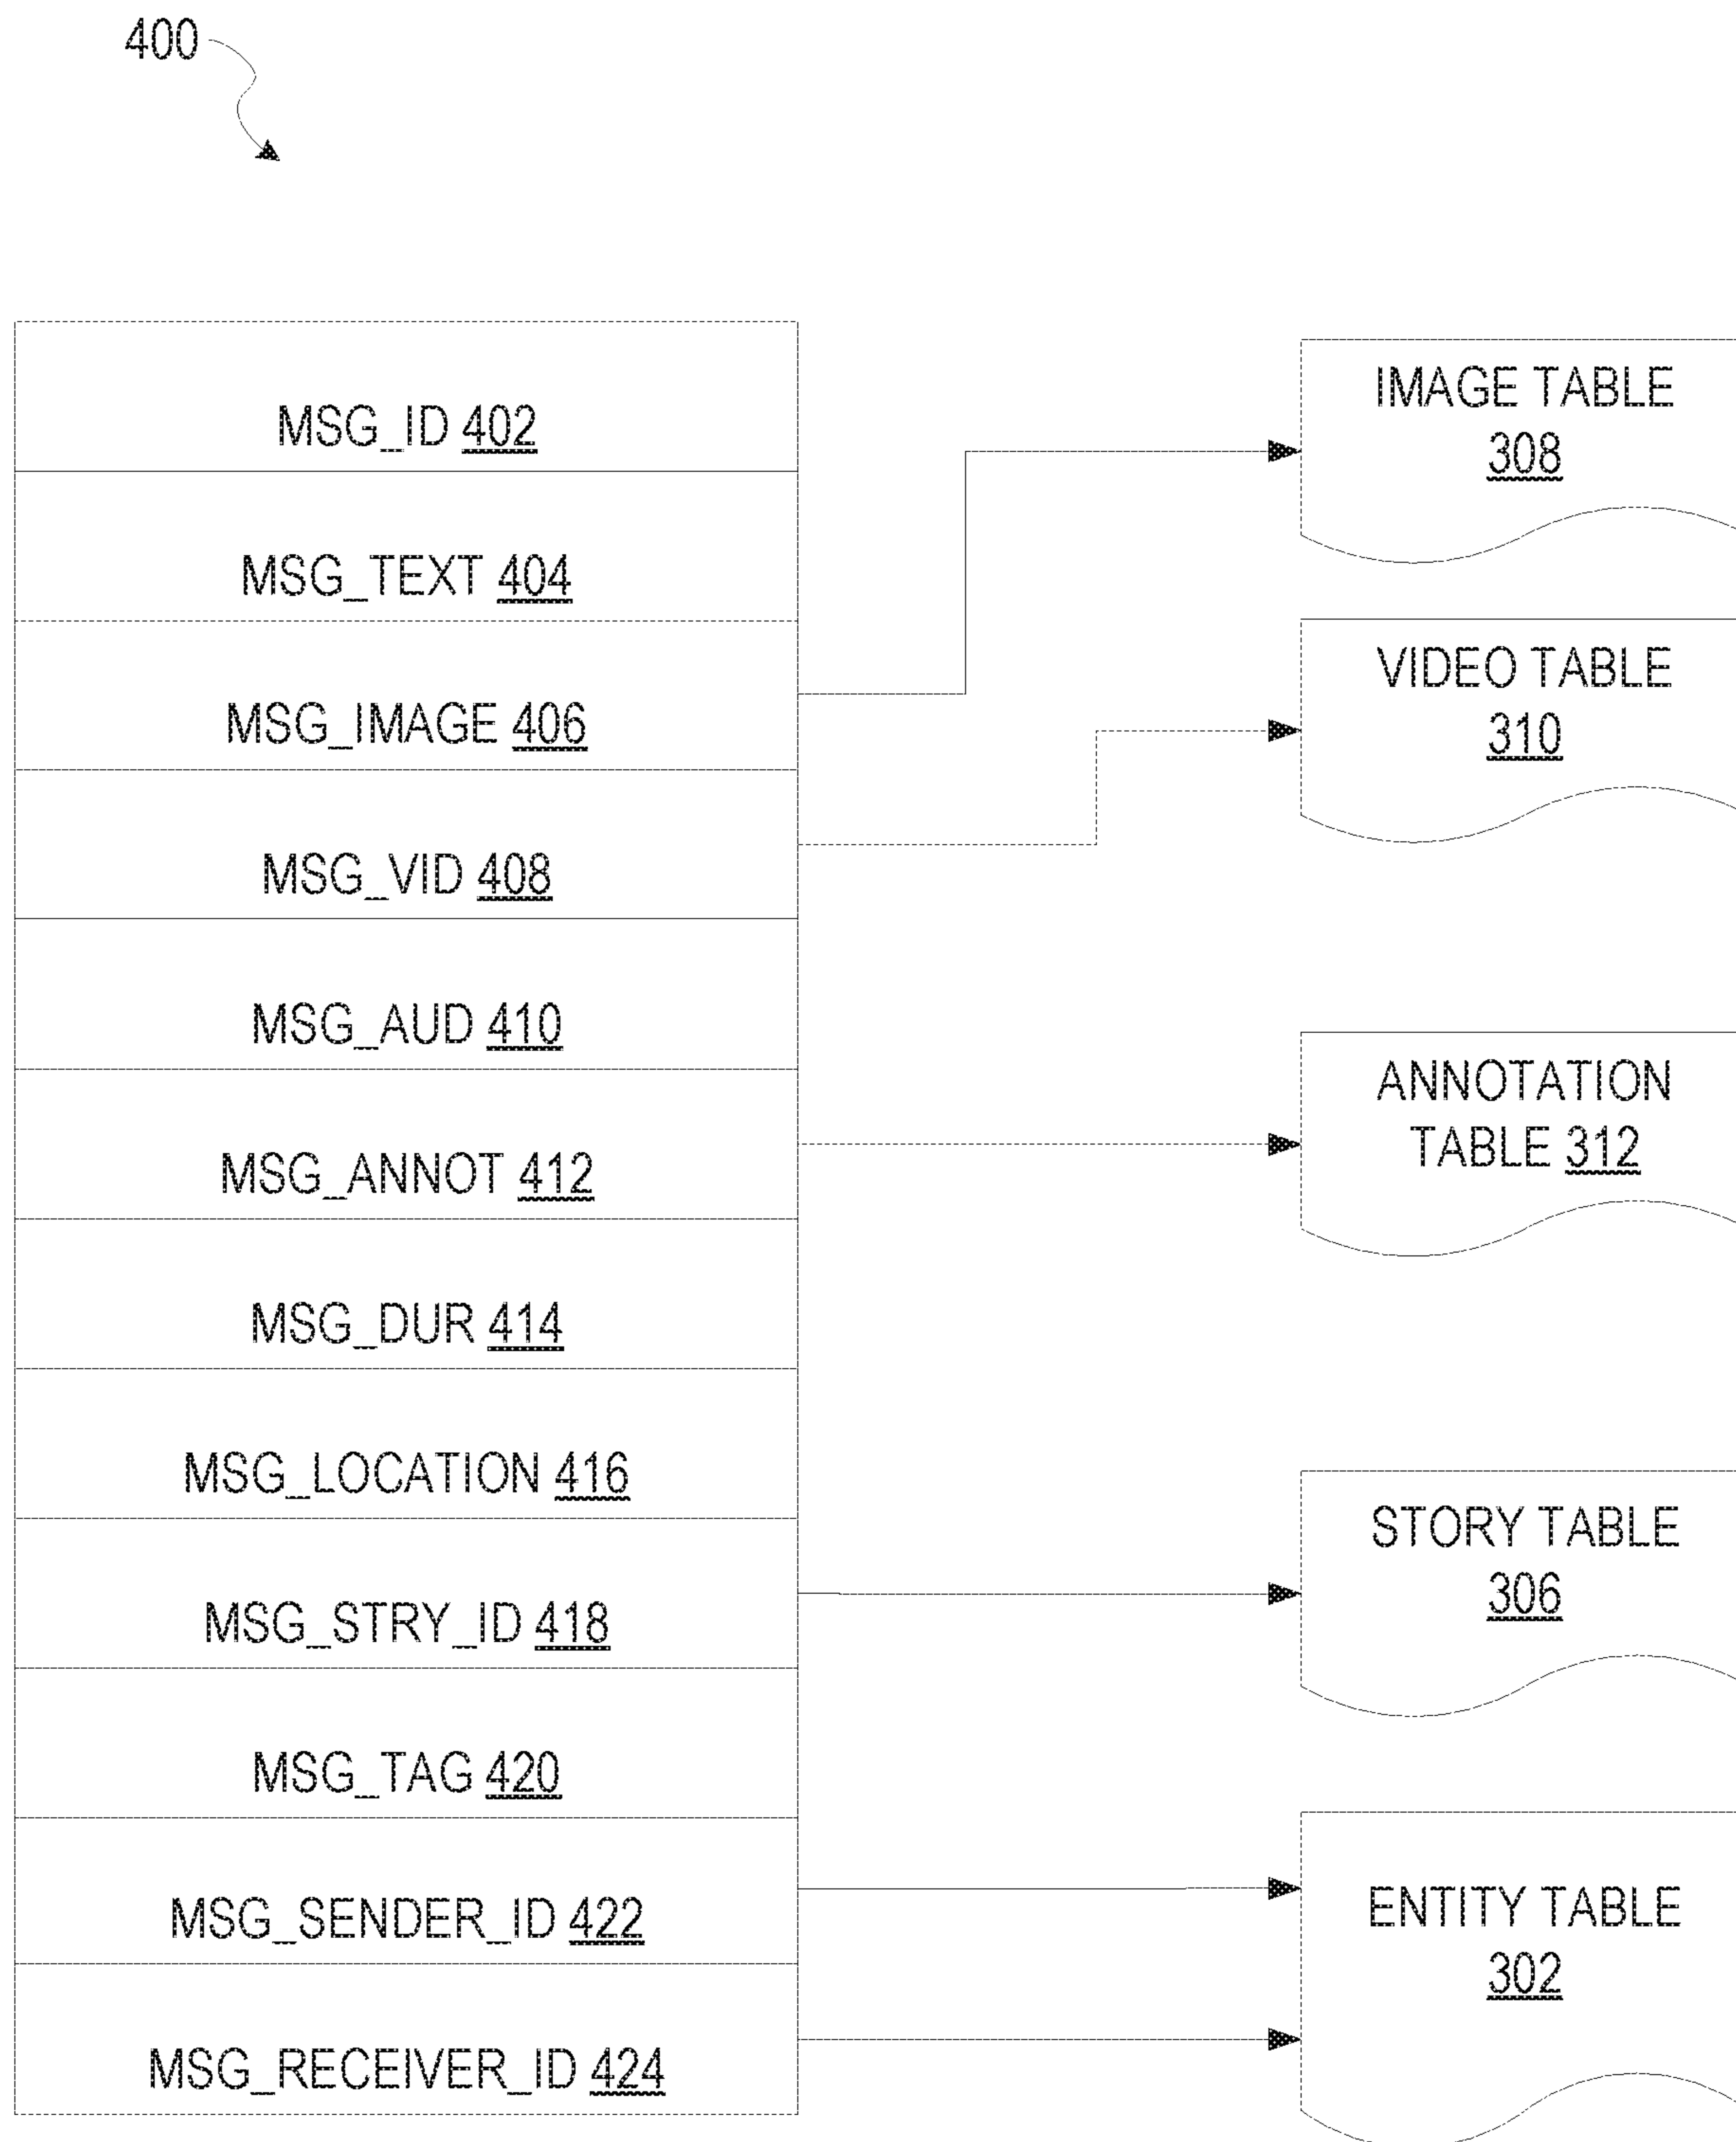 400
MSG_ID 402
MSG_TEXT 404
MSG_IMAGE 406
MSG_VID 408
MSG_AUD 410
MSG_ANNOT 412
MSG_DUR 414
MSG_LOCATION 416
MSG_STRY_ID 418
MSG_TAG 420
MSG_SENDER_ID 422
MSG_RECEIVER_ID 424
IMAGE TABLE
308
VIDEO TABLE
310
ANNOTATION
TABLE 312
STORY TABLE
306
ENTITY TABLE
302